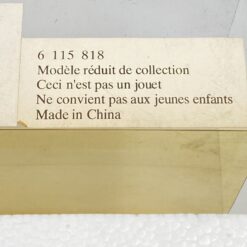 6 115 818
Modèle réduit de collection
Ceci n'est pas un jouet
Ne convient pas aux jeunes enfants
Made in China